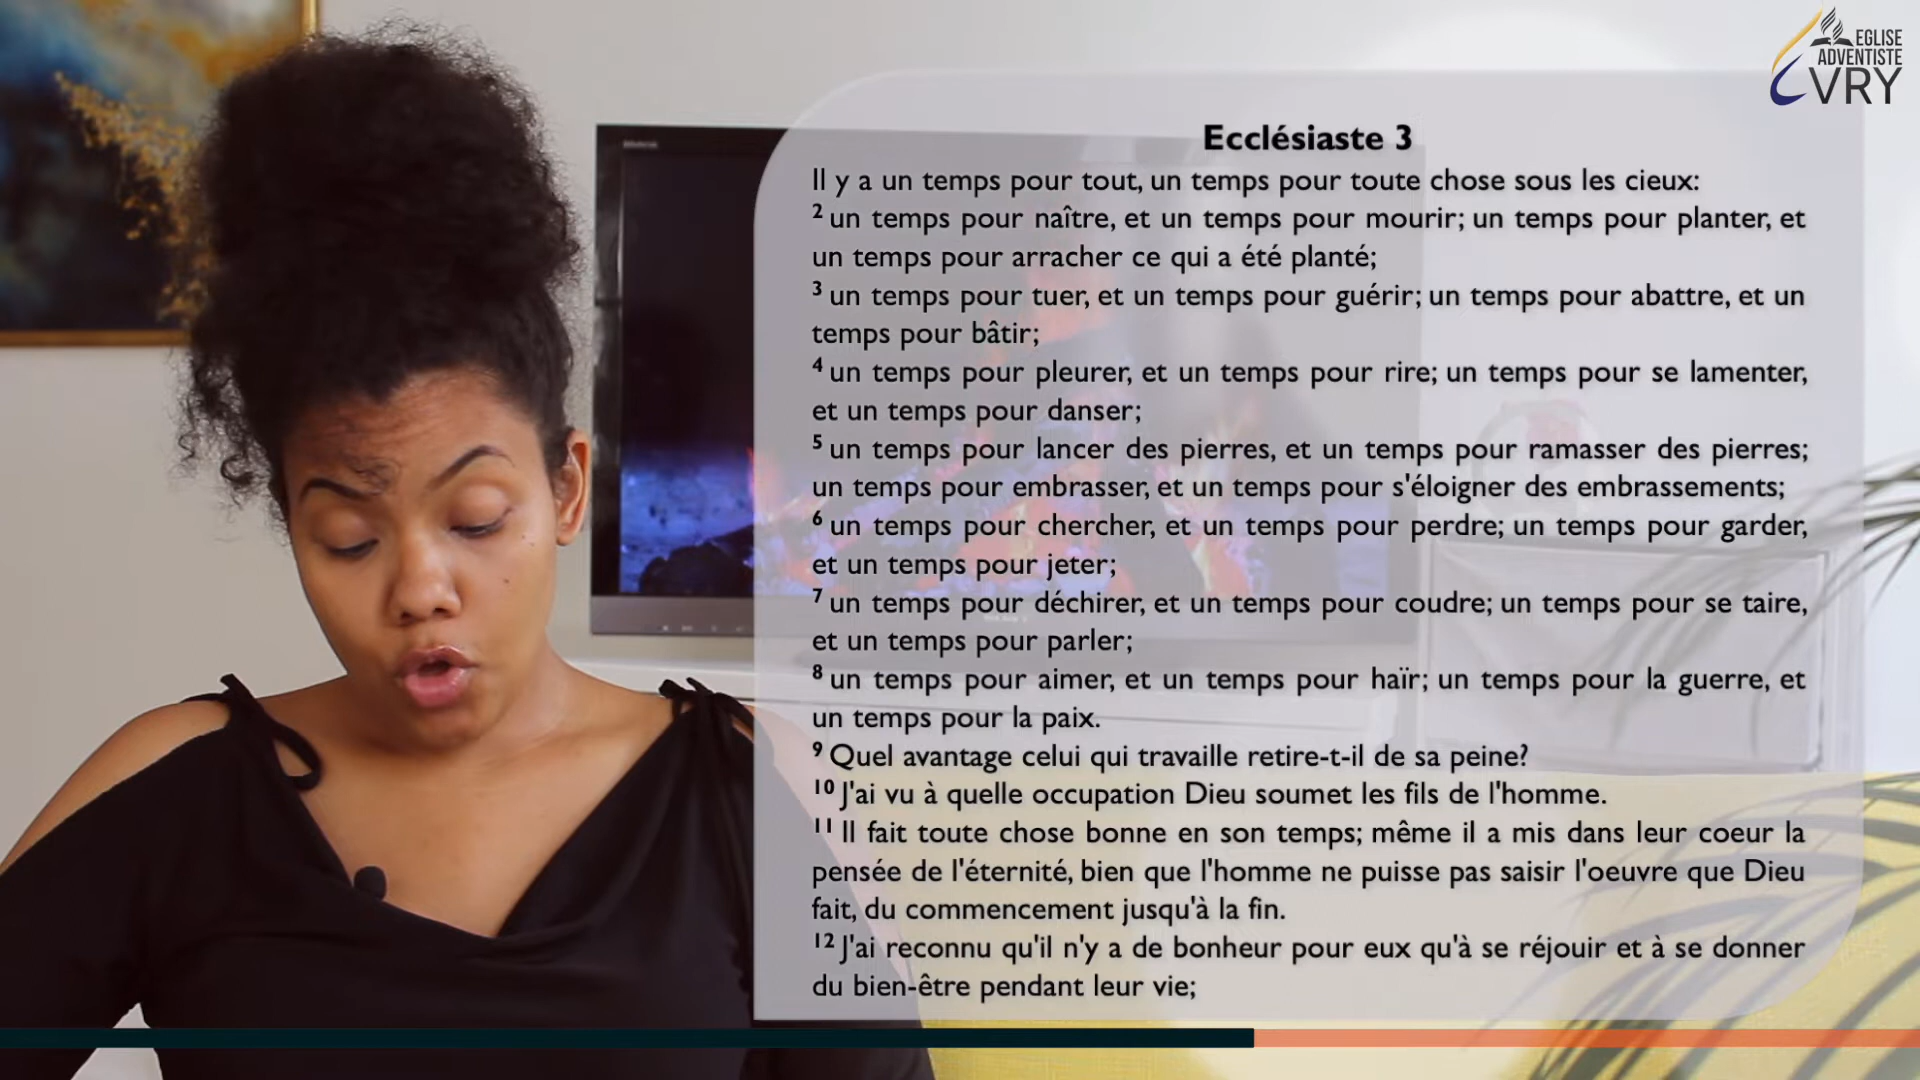 EGLISE
ADVENTISTE
VRY
Ecclésiaste 3
Il y a un temps pour tout, un temps pour toute chose sous les cieux:
2 un temps pour naître, et un temps pour mourir; un temps pour planter, et
un temps pour arracher ce qui a été planté;
3 un temps pour tuer, et un temps pour guérir; un temps pour abattre, et un
temps pour bâtir;
4 un temps pour pleurer, et un temps pour rire; un temps pour se lamenter,
et un temps pour danser;
5 un temps pour lancer des pierres, et un temps pour ramasser des pierres;
un temps pour embrasser, et un temps pour s'éloigner des embrassements;
6 un temps pour chercher, et un temps pour perdre; un temps pour garder,
et un temps pour jeter;
7 un temps pour déchirer, et un temps pour coudre; un temps pour se taire,
et un temps pour parler;
8 un temps pour aimer, et un temps pour haïr; un temps pour la guerre, et
un temps pour la paix.
9 Quel avantage celui qui travaille retire-t-il de sa peine?
10 J'ai vu à quelle occupation Dieu soumet les fils de l'homme.
11 Il fait toute chose bonne en son temps; même il a mis dans leur coeur la
pensée de l'éternité, bien que l'homme ne puisse pas saisir l'oeuvre que Dieu
fait, du commencement jusqu'à la fin.
12 J'ai reconnu qu'il n'y a de bonheur pour eux qu'à se réjouir et à se donner
du bien-être pendant leur vie;